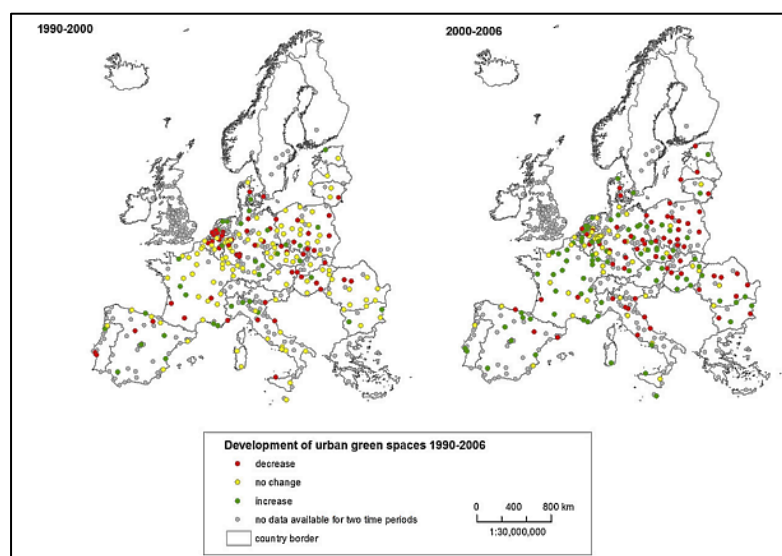 1990-2000
2000-2006
Development of urban green spaces 1990-2006
decrease
no change
increase
no data available for two time periods
country border
0 400 800 km
1:30,000,000